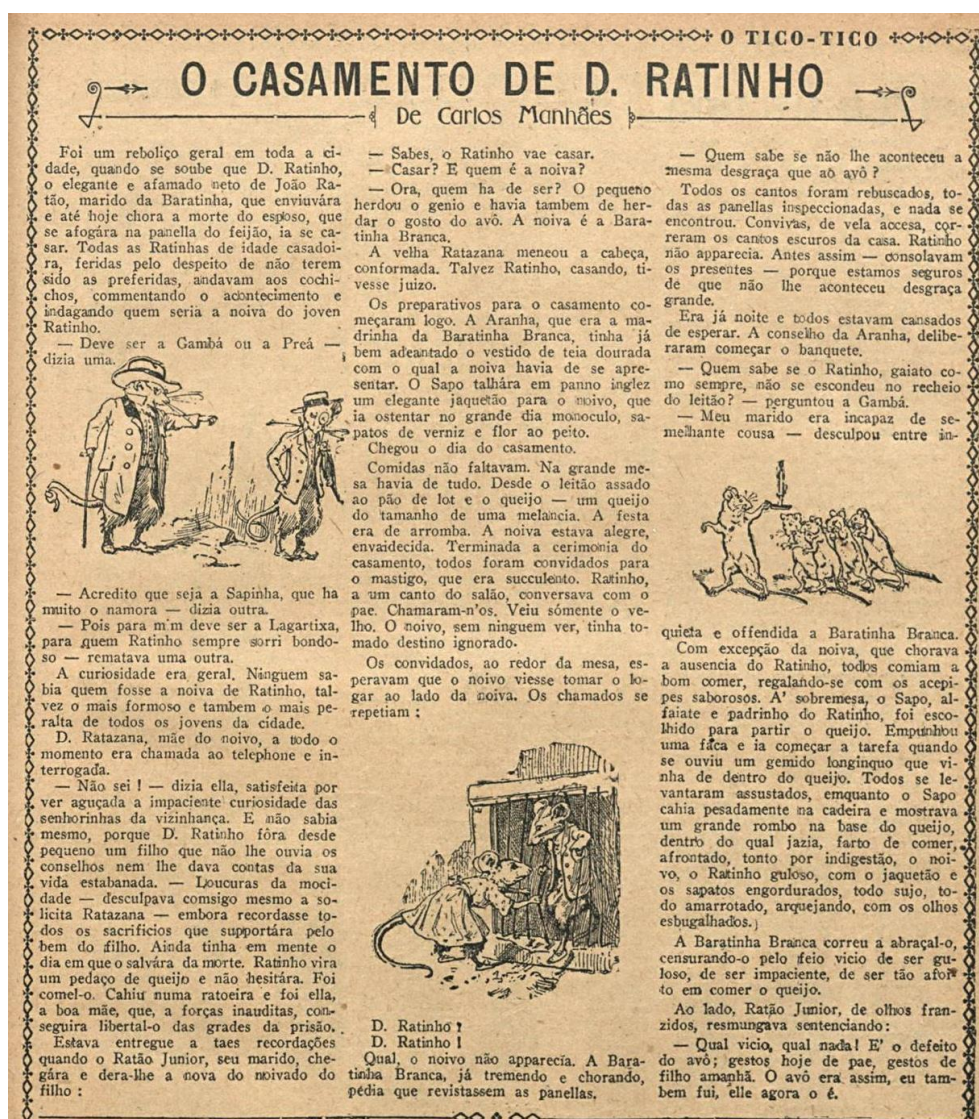 O TICO-TICO
O CASAMENTO DE D. RATINHO
De Carlos Manhães
Foi um reboliço geral em toda a ci-
dade, quando se soube que D. Ratinho,
o elegante e afamado neto de João Ra-
tão, marido da Baratinha, que enviuvára
e até hoje chora a morte do esposo, que
se afogára na panella do feijão, ia se ca-
sar. Todas as Ratinhas de idade casadoi-
ra, feridas pelo despeito de não terem
sido as preferidas, andavam aos cochi-
chos, commentando o acontecimento e
indagando quem seria a noiva do joven
Ratinho.
— Deve ser a Gambá ou a Preá —
dizia uma.
— Acredito que seja a Sapinha, que ha
muito o namora — dizia outra.
— Pois para mim deve ser a Lagartixa,
para quem Ratinho sempre sorri bondo-
so — rematava uma outra.
A curiosidade era geral. Ninguem sa-
bia quem fosse a noiva de Ratinho, tal-
vez o mais formoso e tambem o mais pe-
ralta de todos os jovens da cidade.
D. Ratazana, mãe do noivo, a todo o
momento era chamada ao telephone e in-
terrogada.
— Não sei ! — dizia ella, satisfeita por
ver aguçada a impaciente curiosidade das
senhorinhas da vizinhança. E não sabia
mesmo, porque D. Ratinho fôra desde
pequeno um filho que não lhe ouvia os
conselhos nem lhe dava contas da sua
vida estabanada. — Loucuras da moci-
dade — desculpava comsigo mesmo a so-
licita Ratazana — embora recordasse to-
dos os sacrificios que supportára pelo
bem do filho. Ainda tinha em mente o
dia em que o salvára da morte. Ratinho vira
um pedaço de queijo e não hesitára. Foi
comel-o. Cahiu numa ratoeira e foi ella,
a boa mãe, que, a forças inauditas, con-
seguira libertal-o das grades da prisão.
Estava entregue a taes recordações
quando o Ratão Junior, seu marido, che-
gára e dera-lhe a nova do noivado do
filho :
— Sabes, o Ratinho vae casar.
— Casar? E quem é a noiva?
— Ora, quem ha de ser? O pequeno
herdou o genio e havia tambem de her-
dar o gosto do avô. A noiva é a Bara-
tinha Branca.
A velha Ratazana meneou a cabeça,
conformada. Talvez Ratinho, casando, ti-
vesse juizo.
Os preparativos para o casamento co-
meçaram logo. A Aranha, que era a ma-
drinha da Baratinha Branca, tinha já
bem adeantado o vestido de teia dourada
com o qual a noiva havia de se apre-
sentar. O Sapo talhára em panno inglez
um elegante jaquetão para o noivo, que
ia ostentar no grande dia monoculo, sa-
patos de verniz e flor ao peito.
Chegou o dia do casamento.
Comidas não faltavam. Na grande me-
sa havia de tudo. Desde o leitão assado
ao pão de lot e o queijo — um queijo
do tamanho de uma melancia. A festa
era de arromba. A noiva estava alegre,
envaidecida. Terminada a cerimonia do
casamento, todos foram convidados para
o mastigo, que era succulento. Ratinho,
a um canto do salão, conversava com o
pae. Chamaram-n'os. Veiu sómente o ve-
lho. O noivo, sem ninguem ver, tinha to-
mado destino ignorado.
Os convidados, ao redor da mesa, es-
peravam que o noivo viesse tomar o lo-
gar ao lado da noiva. Os chamados se
repetiam :
D. Ratinho !
D. Ratinho !
Qual, o noivo não apparecia. A Bara-
tinha Branca, já tremendo e chorando,
pédia que revistassem as panellas.
— Quem sabe se não lhe aconteceu a
mesma desgraça que ao avô ?
Todos os cantos foram rebuscados, to-
das as panellas inspeccionadas, e nada se
encontrou. Convivas, de vela accesa, cor-
reram os cantos escuros da casa. Ratinho
não apparecia. Antes assim — consolavam
os presentes — porque estamos seguros
de que não lhe aconteceu desgraça
grande.
Era já noite e todos estavam cansados
de esperar. A conselho da Aranha, delibe-
raram começar o banquete.
— Quem sabe se o Ratinho, gaiato co-
mo sempre, não se escondeu no recheio
do leitão? — perguntou a Gambá.
— Meu marido era incapaz de se-
melhante cousa — desculpou entre in-
quieta e offendida a Baratinha Branca.
Com excepção da noiva, que chorava
a ausencia do Ratinho, todos comiam a
bom comer, regalando-se com os acepi-
pes saborosos. A' sobremesa, o Sapo, al-
faiate e padrinho do Ratinho, foi esco-
lhido para partir o queijo. Empunhou
uma faca e ia começar a tarefa quando
se ouviu um gemido longinquo que vi-
nha de dentro do queijo. Todos se le-
vantaram assustados, emquanto o Sapo
cahia pesadamente na cadeira e mostrava
um grande rombo na base do queijo,
dentro do qual jazia, farto de comer,
afrontado, tonto por indigestão, o noi-
vo, o Ratinho guloso, com o jaquetão e
os sapatos engordurados, todo sujo, to-
do amarrotado, arquejando, com os olhos
esbugalhados.
A Baratinha Branca correu a abraçal-o,
censurando-o pelo feio vicio de ser gu-
loso, de ser impaciente, de ser tão afoi-
to em comer o queijo.
Ao lado, Ratão Junior, de olhos fran-
zidos, resmungava sentenciando:
— Qual vicio, qual nada! E' o defeito
do avô; gestos hoje de pae, gestos de
filho amanhã. O avô era assim, eu tam-
bem fui, elle agora o é.